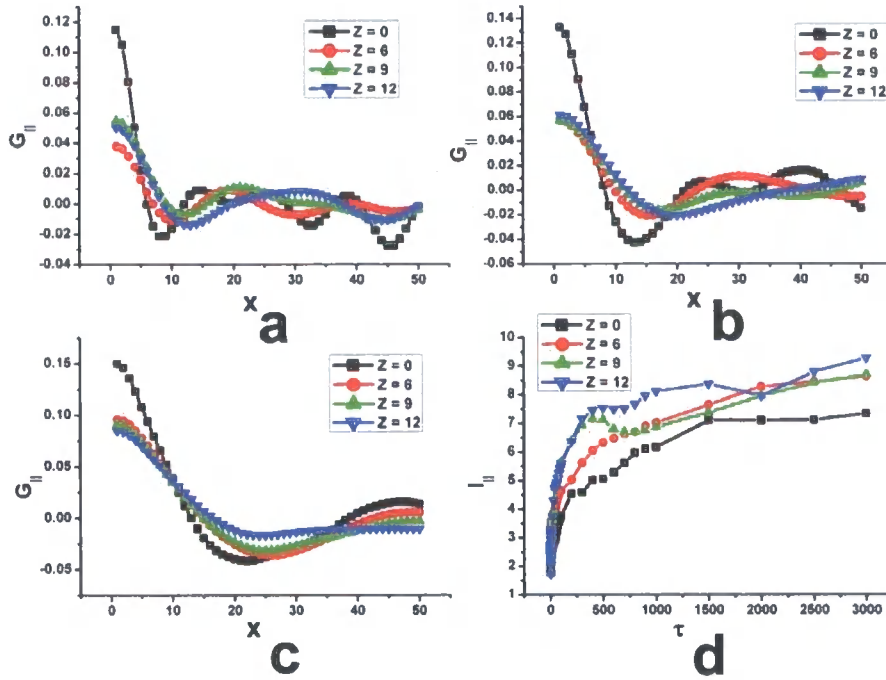 0.12
0.10
0.08
0.06
0.04
0.02
0.00
-0.02
-0.04
G||
0 10 20 30 40 50
X
Z = 0
Z = 6
Z = 9
Z = 12
a
0.14
0.12
0.10
0.08
0.06
0.04
0.02
0.00
-0.02
-0.04
-0.06
G||
0 10 20 30 40 50
X
Z = 0
Z = 6
Z = 9
Z = 12
b
0.15
0.10
0.05
0.00
-0.05
G||
0 10 20 30 40 50
X
Z = 0
Z = 6
Z = 9
Z = 12
c
10
9
8
7
6
5
4
3
2
1
I||
0 500 1000 1500 2000 2500 3000
τ
Z = 0
Z = 6
Z = 9
Z = 12
d